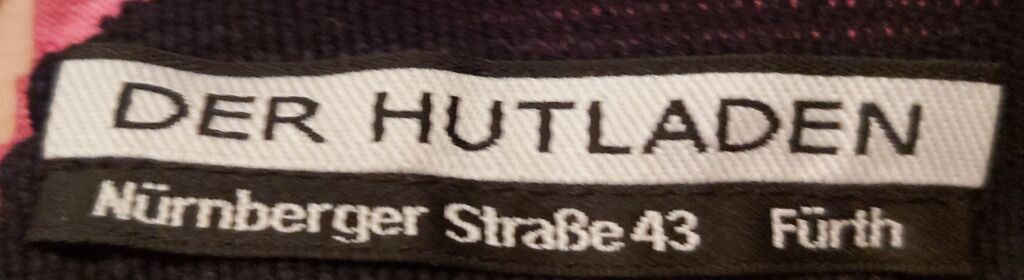 DER HUTLADEN
Nürnberger Straße 43 Fürth